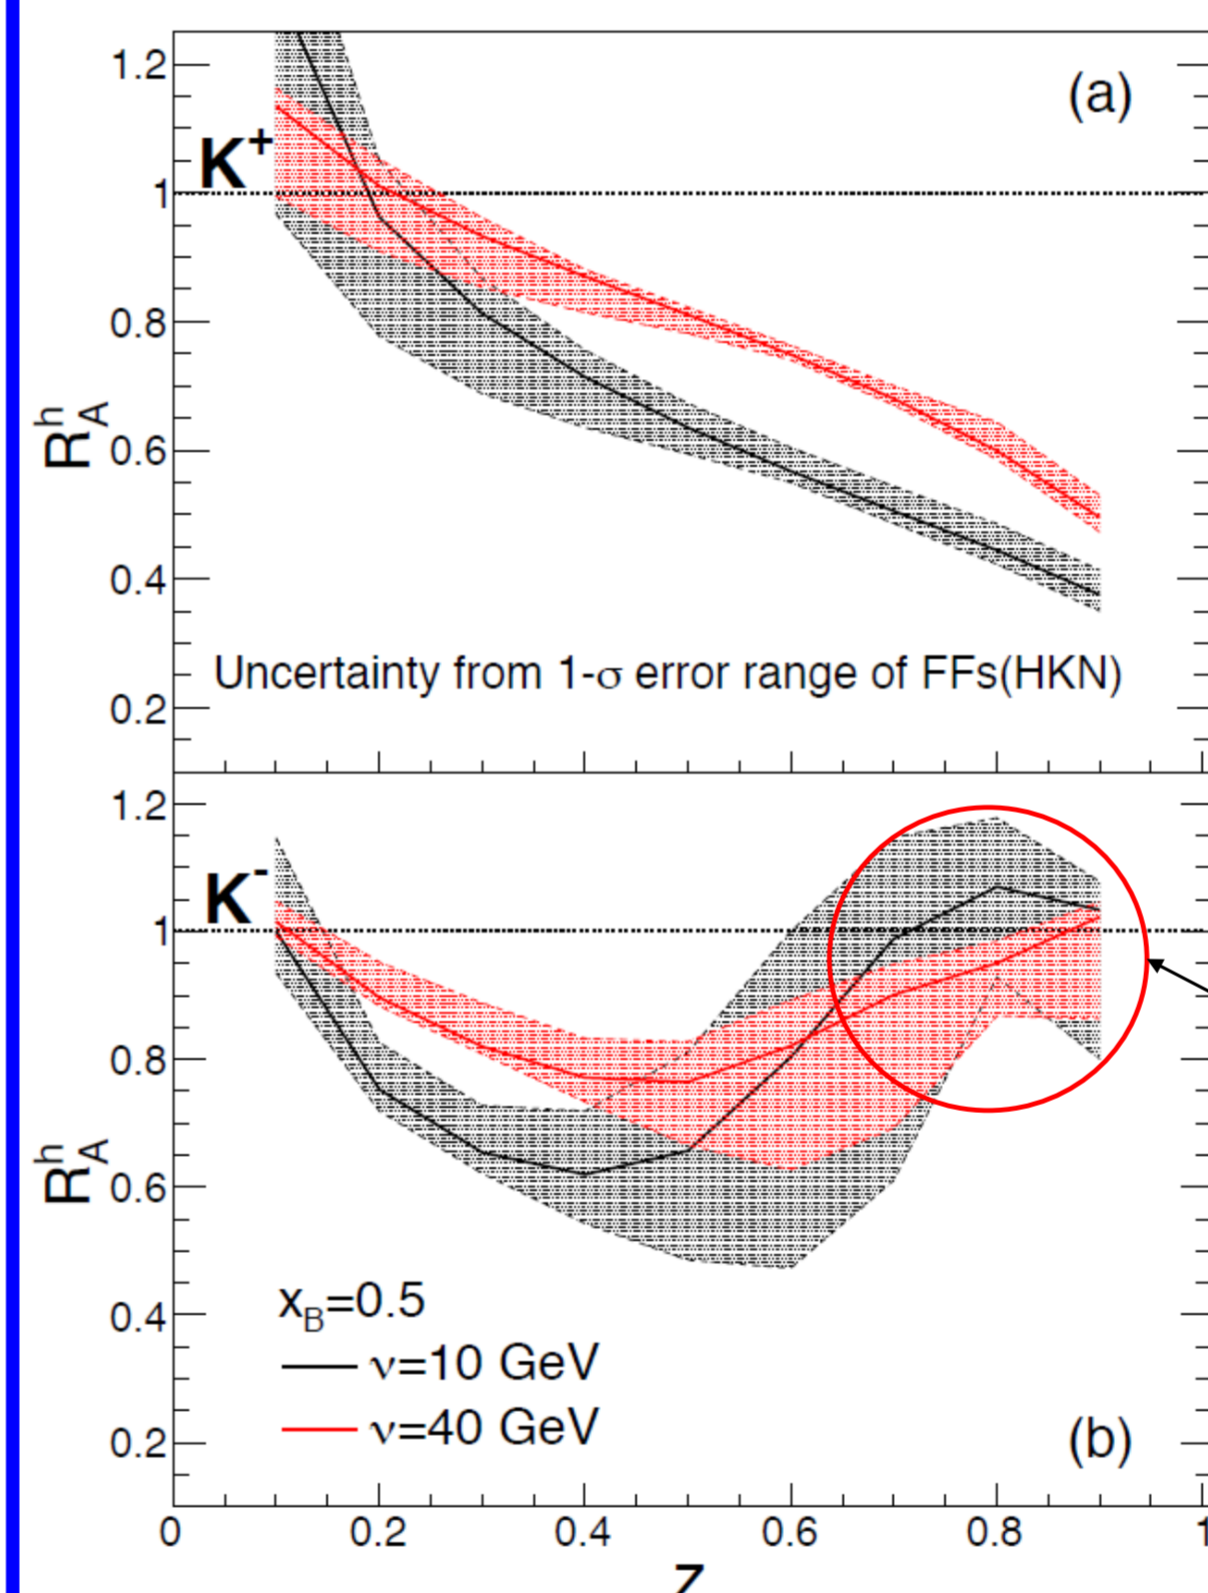 (a)
1.2
K+
1
0.8
R_A^h
0.6
0.4
Uncertainty from 1-σ error range of FFs(HKN)
0.2
1.2
K-
1
0.8
R_A^h
0.6
x_B=0.5
0.4
ν=10 GeV
ν=40 GeV
0.2
(b)
0 0.2 0.4 0.6 0.8 1
z